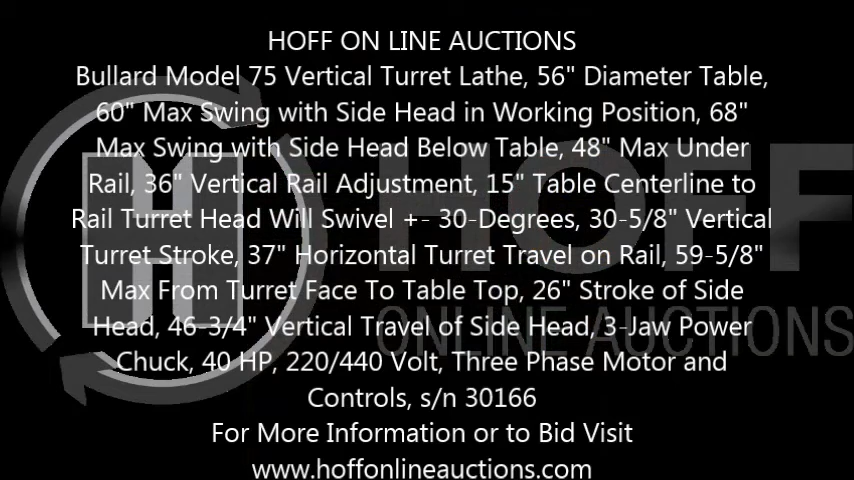 HOFF ON LINE AUCTIONS
Bullard Model 75 Vertical Turret Lathe, 56" Diameter Table,
60" Max Swing with Side Head in Working Position, 68"
Max Swing with Side Head Below Table, 48" Max Under
Rail, 36" Vertical Rail Adjustment, 15" Table Centerline to
Rail Turret Head Will Swivel +- 30-Degrees, 30-5/8" Vertical
Turret Stroke, 37" Horizontal Turret Travel on Rail, 59-5/8"
Max From Turret Face To Table Top, 26" Stroke of Side
Head, 46-3/4" Vertical Travel of Side Head, 3-Jaw Power
Chuck, 40 HP, 220/440 Volt, Three Phase Motor and
Controls, s/n 30166
For More Information or to Bid Visit
www.hoffonlineauctions.com
H HOFF
ONLINE AUCTIONS